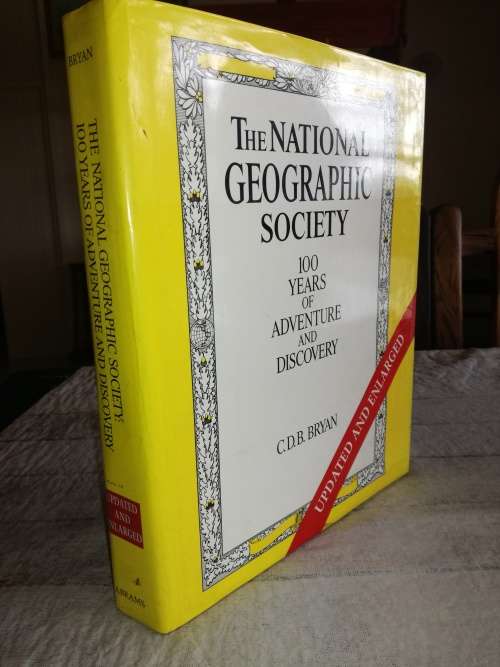 BRYAN
THE NATIONAL GEOGRAPHIC SOCIETY:
100 YEARS OF ADVENTURE AND DISCOVERY
UPDATED
AND
ENLARGED
ABRAMS
THE NATIONAL
GEOGRAPHIC
SOCIETY
100
YEARS
OF
ADVENTURE
AND
DISCOVERY
C.D.B. BRYAN
UPDATED AND ENLARGED